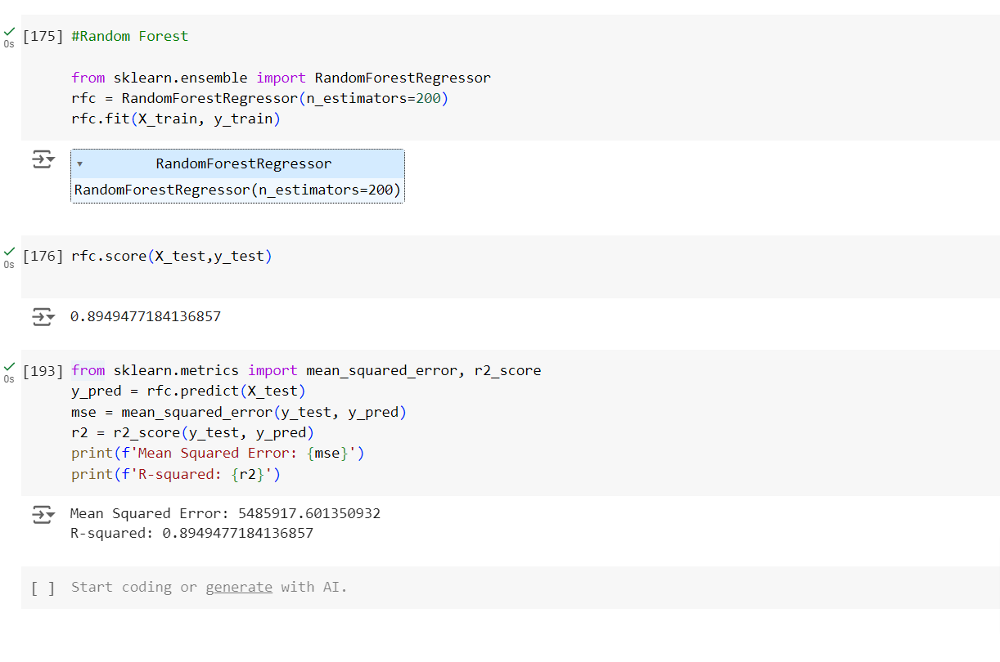 0s
[175] #Random Forest
from sklearn.ensemble import RandomForestRegressor
rfc = RandomForestRegressor(n_estimators=200)
rfc.fit(X_train, y_train)
RandomForestRegressor
RandomForestRegressor(n_estimators=200)
[176] rfc.score(X_test,y_test)
0s
0.8949477184136857
[193] from sklearn.metrics import mean_squared_error, r2_score
0s
y_pred = rfc.predict(X_test)
mse = mean_squared_error(y_test, y_pred)
r2 = r2_score(y_test, y_pred)
print(f'Mean Squared Error: {mse}')
print(f'R-squared: {r2}')
Mean Squared Error: 5485917.601350932
R-squared: 0.8949477184136857
[ ] Start coding or generate with AI.